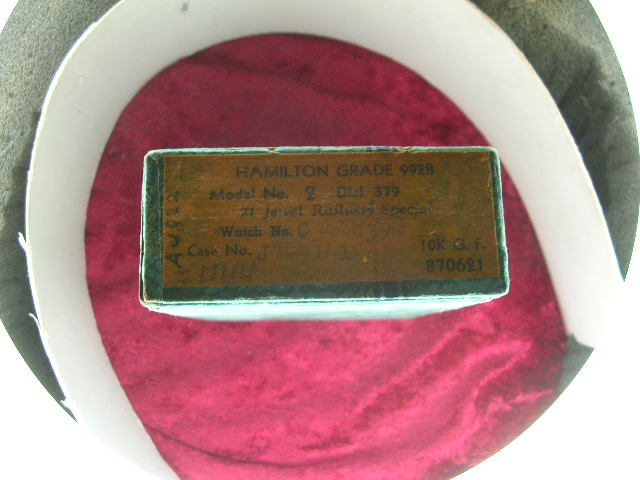 HAMILTON GRADE 992B
Model No. 2 Dial 379
21 Jewel Railway Special
Watch No.
Case No. 10K G. F.
870621